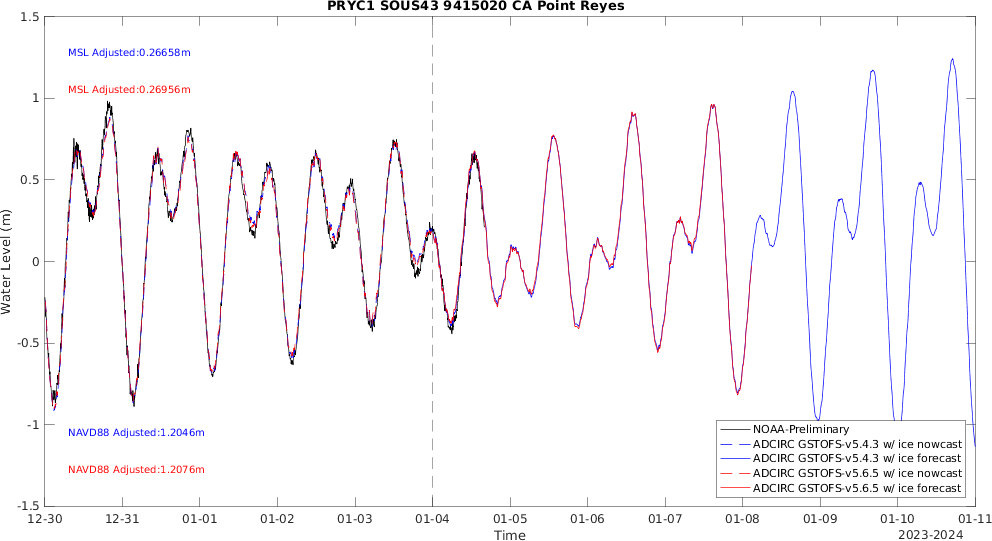 PRYC1 SOUS43 9415020 CA Point Reyes
1.5
1
0.5
0
-0.5
-1
-1.5
Water Level (m)
MSL Adjusted:0.26658m
MSL Adjusted:0.26956m
NAVD88 Adjusted:1.2046m
NAVD88 Adjusted:1.2076m
NOAA-Preliminary
ADCIRC GSTOFS-v5.4.3 w/ ice nowcast
ADCIRC GSTOFS-v5.4.3 w/ ice forecast
ADCIRC GSTOFS-v5.6.5 w/ ice nowcast
ADCIRC GSTOFS-v5.6.5 w/ ice forecast
12-30 12-31 01-01 01-02 01-03 01-04 01-05 01-06 01-07 01-08 01-09 01-10 01-11
Time
2023-2024